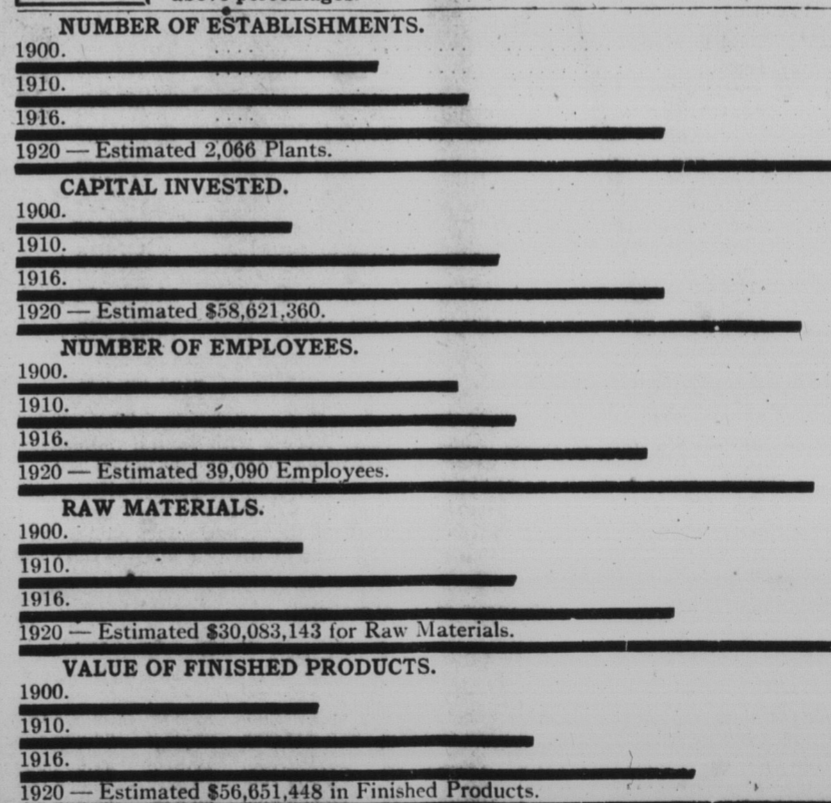 NUMBER OF ESTABLISHMENTS.
1900.
1910.
1916.
1920 — Estimated 2,066 Plants.
CAPITAL INVESTED.
1900.
1910.
1916.
1920 — Estimated $58,621,360.
NUMBER OF EMPLOYEES.
1900.
1910.
1916.
1920 — Estimated 39,090 Employees.
RAW MATERIALS.
1900.
1910.
1916.
1920 — Estimated $30,083,143 for Raw Materials.
VALUE OF FINISHED PRODUCTS.
1900.
1910.
1916.
1920 — Estimated $56,651,448 in Finished Products.